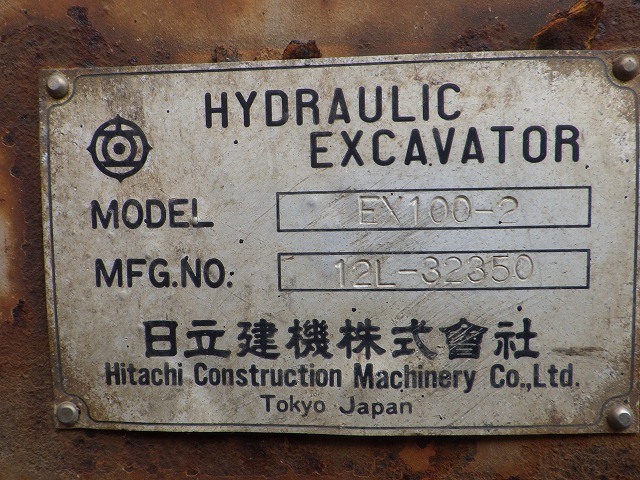 HYDRAULIC
EXCAVATOR
MODEL EX100-2
MFG.NO: 12L-32350
日立建機株式會社
Hitachi Construction Machinery Co.,Ltd.
Tokyo Japan